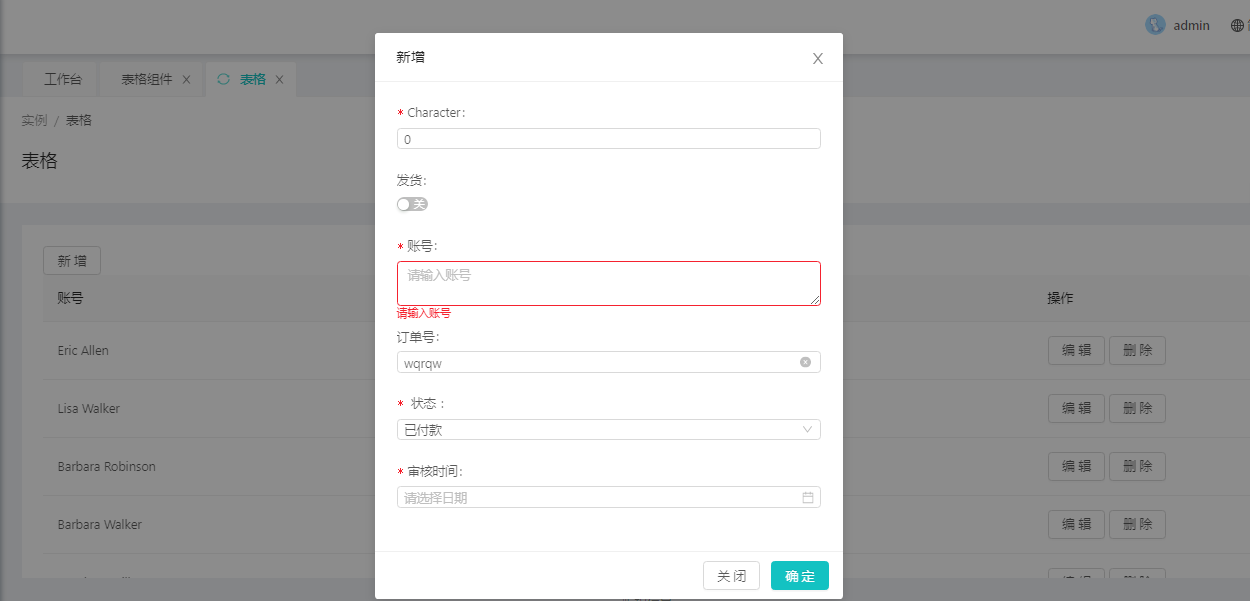 admin
新增
工作台 表格组件 表格
实例 / 表格
表格
* Character:
0
发货:
关
* 账号:
请输入账号
请输入账号
订单号:
wqrqw
* 状态 :
已付款
* 审核时间:
请选择日期
关 闭 确 定
新 增
账号 操作
Eric Allen 编 辑 删 除
Lisa Walker 编 辑 删 除
Barbara Robinson 编 辑 删 除
Barbara Walker 编 辑 删 除